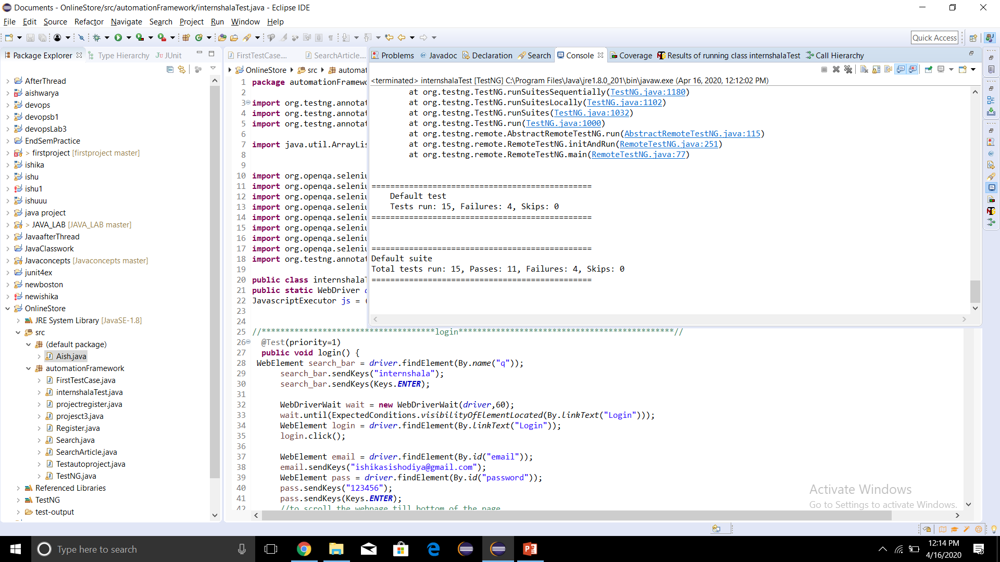 Documents - OnlineStore/src/automationFramework/internshalaTest.java - Eclipse IDE
File Edit Source Refactor Navigate Search Project Run Window Help
Quick Access
Package Explorer Type Hierarchy JUnit
FirstTestCase.... SearchArticle....
Problems Javadoc Declaration Search Console Coverage Results of running class internshalaTest Call Hierarchy
OnlineStore src automat
<terminated> internshalaTest [TestNG] C:\Program Files\Java\jre1.8.0_201\bin\javaw.exe (Apr 16, 2020, 12:12:02 PM)
at org.testng.TestNG.runSuitesSequentially(TestNG.java:1180)
at org.testng.TestNG.runSuitesLocally(TestNG.java:1102)
at org.testng.TestNG.runSuites(TestNG.java:1032)
at org.testng.TestNG.run(TestNG.java:1000)
at org.testng.remote.AbstractRemoteTestNG.run(AbstractRemoteTestNG.java:115)
at org.testng.remote.RemoteTestNG.initAndRun(RemoteTestNG.java:251)
at org.testng.remote.RemoteTestNG.main(RemoteTestNG.java:77)
===============================================
Default test
Tests run: 15, Failures: 4, Skips: 0
===============================================
===============================================
Default suite
Total tests run: 15, Passes: 11, Failures: 4, Skips: 0
===============================================
AfterThread
aishwarya
devops
devopsb1
devopsLab3
EndSemPractice
> firstproject [firstproject master]
ishika
ishu
ishu1
ishuuu
java project
> JAVA_LAB [JAVA_LAB master]
JavaafterThread
JavaClasswork
Javaconcepts [Javaconcepts master]
junit4ex
newboston
newishika
OnlineStore
JRE System Library [JavaSE-1.8]
src
(default package)
Aish.java
automationFramework
FirstTestCase.java
internshalaTest.java
projectregister.java
projesct3.java
Register.java
Search.java
SearchArticle.java
Testautoproject.java
TestNG.java
Referenced Libraries
TestNG
test-output
1 package automationFramewo
2
3 import org.testng.annotat
4 import org.testng.annotat
5 import org.testng.annotat
6
7 import java.util.ArrayLis
8
9
10 import org.openqa.seleniu
11 import org.openqa.seleniu
12 import org.openqa.seleniu
13 import org.openqa.seleniu
14 import org.openqa.seleniu
15 import org.openqa.seleniu
16 import org.openqa.seleniu
17 import org.openqa.seleniu
18 import org.testng.annotat
19
20 public class internshalaT
21 public static WebDriver d
22 JavascriptExecutor js = (
23
24
25 //*************************************login**********************************************//
26 @Test(priority=1)
27 public void login() {
28 WebElement search_bar = driver.findElement(By.name("q"));
29 search_bar.sendKeys("internshala");
30 search_bar.sendKeys(Keys.ENTER);
31
32 WebDriverWait wait = new WebDriverWait(driver,60);
33 wait.until(ExpectedConditions.visibilityOfElementLocated(By.linkText("Login")));
34 WebElement login = driver.findElement(By.linkText("Login"));
35 login.click();
36
37 WebElement email = driver.findElement(By.id("email"));
38 email.sendKeys("ishikasishodiya@gmail.com");
39 WebElement pass = driver.findElement(By.id("password"));
40 pass.sendKeys("123456");
41 pass.sendKeys(Keys.ENTER);
42 //to scroll the webpage till bottom of the page
Activate Windows
Go to Settings to activate Windows.
Type here to search
12:14 PM
4/16/2020